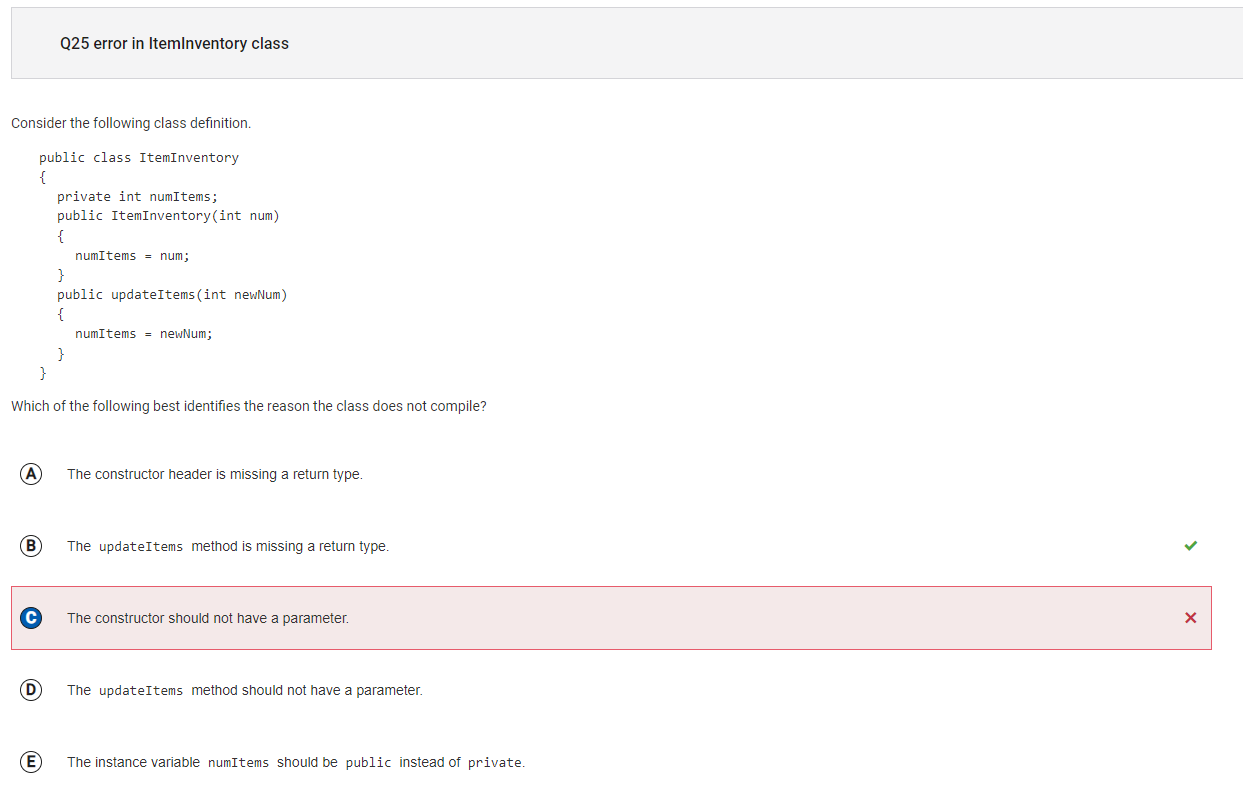 Q25 error in ItemInventory class
Consider the following class definition.
public class ItemInventory
{
private int numItems;
public ItemInventory(int num)
{
numItems = num;
}
public updateItems(int newNum)
{
numItems = newNum;
}
}
Which of the following best identifies the reason the class does not compile?
A The constructor header is missing a return type.
B The updateItems method is missing a return type.
C The constructor should not have a parameter.
D The updateItems method should not have a parameter.
E The instance variable numItems should be public instead of private.